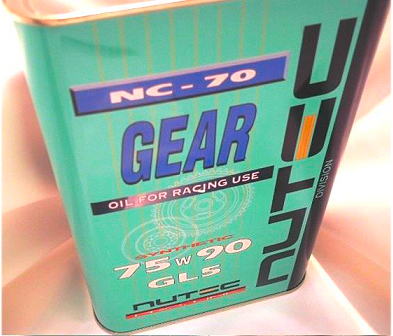 NC-70
GEAR
OIL FOR RACING USE
SYNTHETIC
75W90
GL5
NUTEC
NUTEC
DIVISION